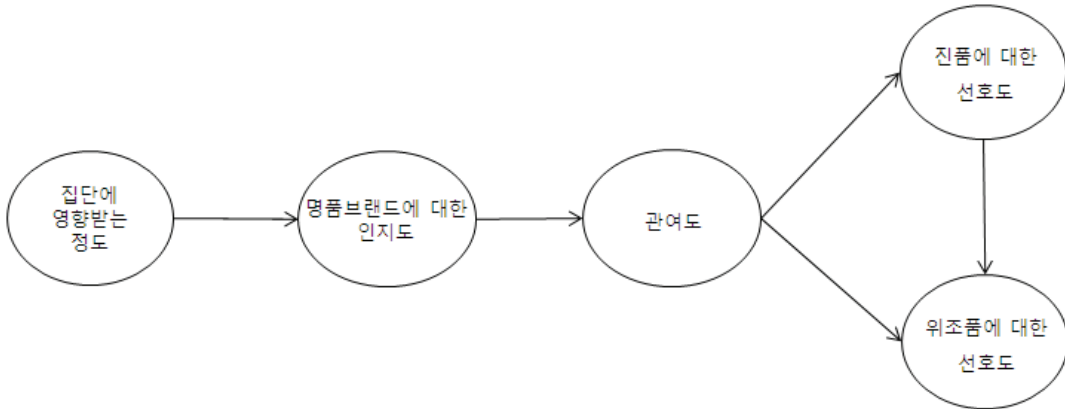 진품에 대한
선호도
집단에
영향받는
정도
명품브랜드에 대한
인지도
관여도
위조품에 대한
선호도